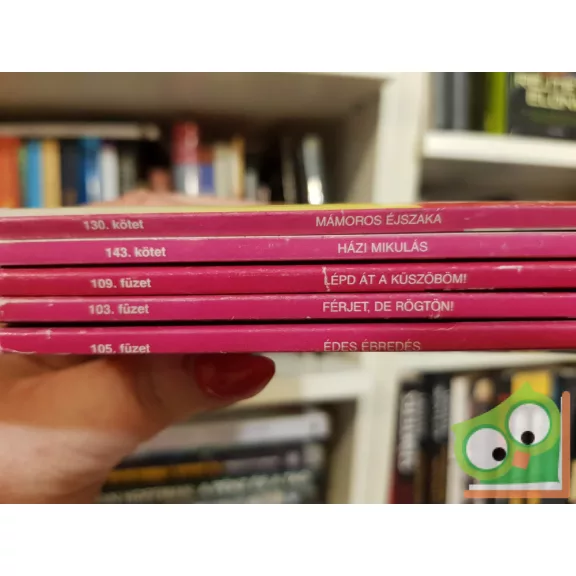 130. kötet MÁMOROS ÉJSZAKA
143. kötet HÁZI MIKULÁS
109. füzet LÉPD ÁT A KÜSZÖBÖM!
103. füzet FÉRJET, DE RÖGTÖN!
105. füzet ÉDES ÉBREDÉS